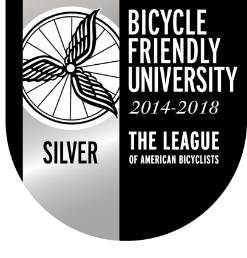 BICYCLE
FRIENDLY
UNIVERSITY
2014-2018
SILVER
THE LEAGUE
OF AMERICAN BICYCLISTS